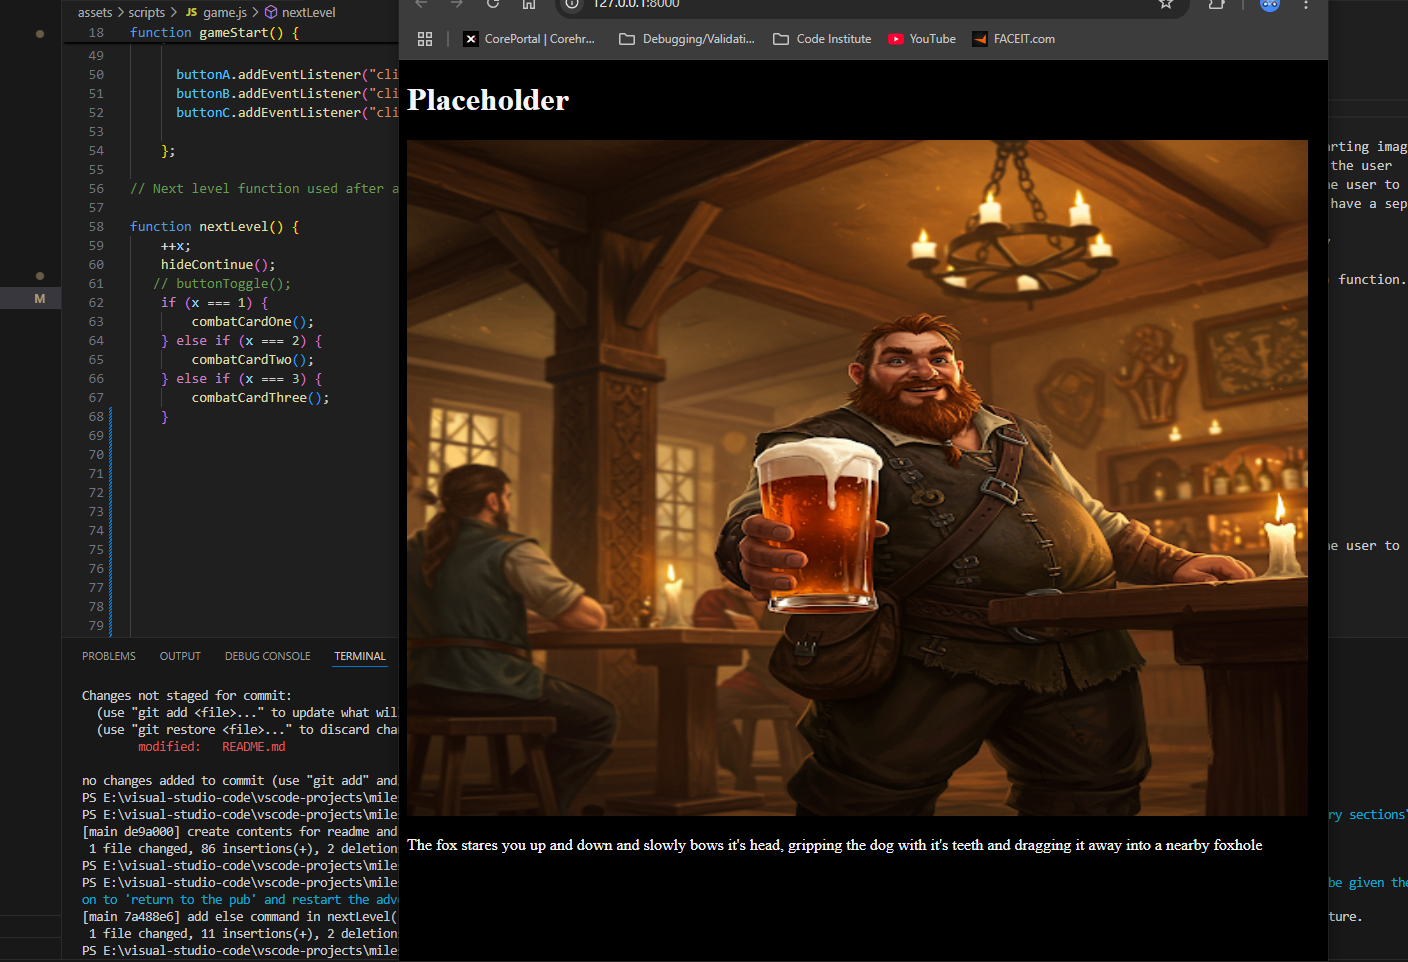 assets > scripts > JS game.js > nextLevel
18 function gameStart() {
49
50 buttonA.addEventListener("cli
51 buttonB.addEventListener("cli
52 buttonC.addEventListener("cli
53
54 };
55
56 // Next level function used after a
57
58 function nextLevel() {
59 ++x;
60 hideContinue();
61 // buttonToggle();
62 if (x === 1) {
63 combatCardOne();
64 } else if (x === 2) {
65 combatCardTwo();
66 } else if (x === 3) {
67 combatCardThree();
68 }
69
70
71
72
73
74
75
76
77
78
79
M
PROBLEMS OUTPUT DEBUG CONSOLE TERMINAL
Changes not staged for commit:
(use "git add <file>..." to update what wil
(use "git restore <file>..." to discard cha
modified: README.md
no changes added to commit (use "git add" and
PS E:\visual-studio-code\vscode-projects\mile
PS E:\visual-studio-code\vscode-projects\mile
[main de9a000] create contents for readme and
1 file changed, 86 insertions(+), 2 deletion
PS E:\visual-studio-code\vscode-projects\mile
PS E:\visual-studio-code\vscode-projects\mile
on to 'return to the pub' and restart the adv
[main 7a488e6] add else command in nextLevel(
1 file changed, 11 insertions(+), 2 deletion
PS E:\visual-studio-code\vscode-projects\mile
127.0.0.1:8000
CorePortal | Corehr... Debugging/Validati... Code Institute YouTube FACEIT.com
Placeholder
The fox stares you up and down and slowly bows it's head, gripping the dog with it's teeth and dragging it away into a nearby foxhole
rting imag
the user
e user to
have a sep
function.
e user to
ry sections'
be given the
ture.